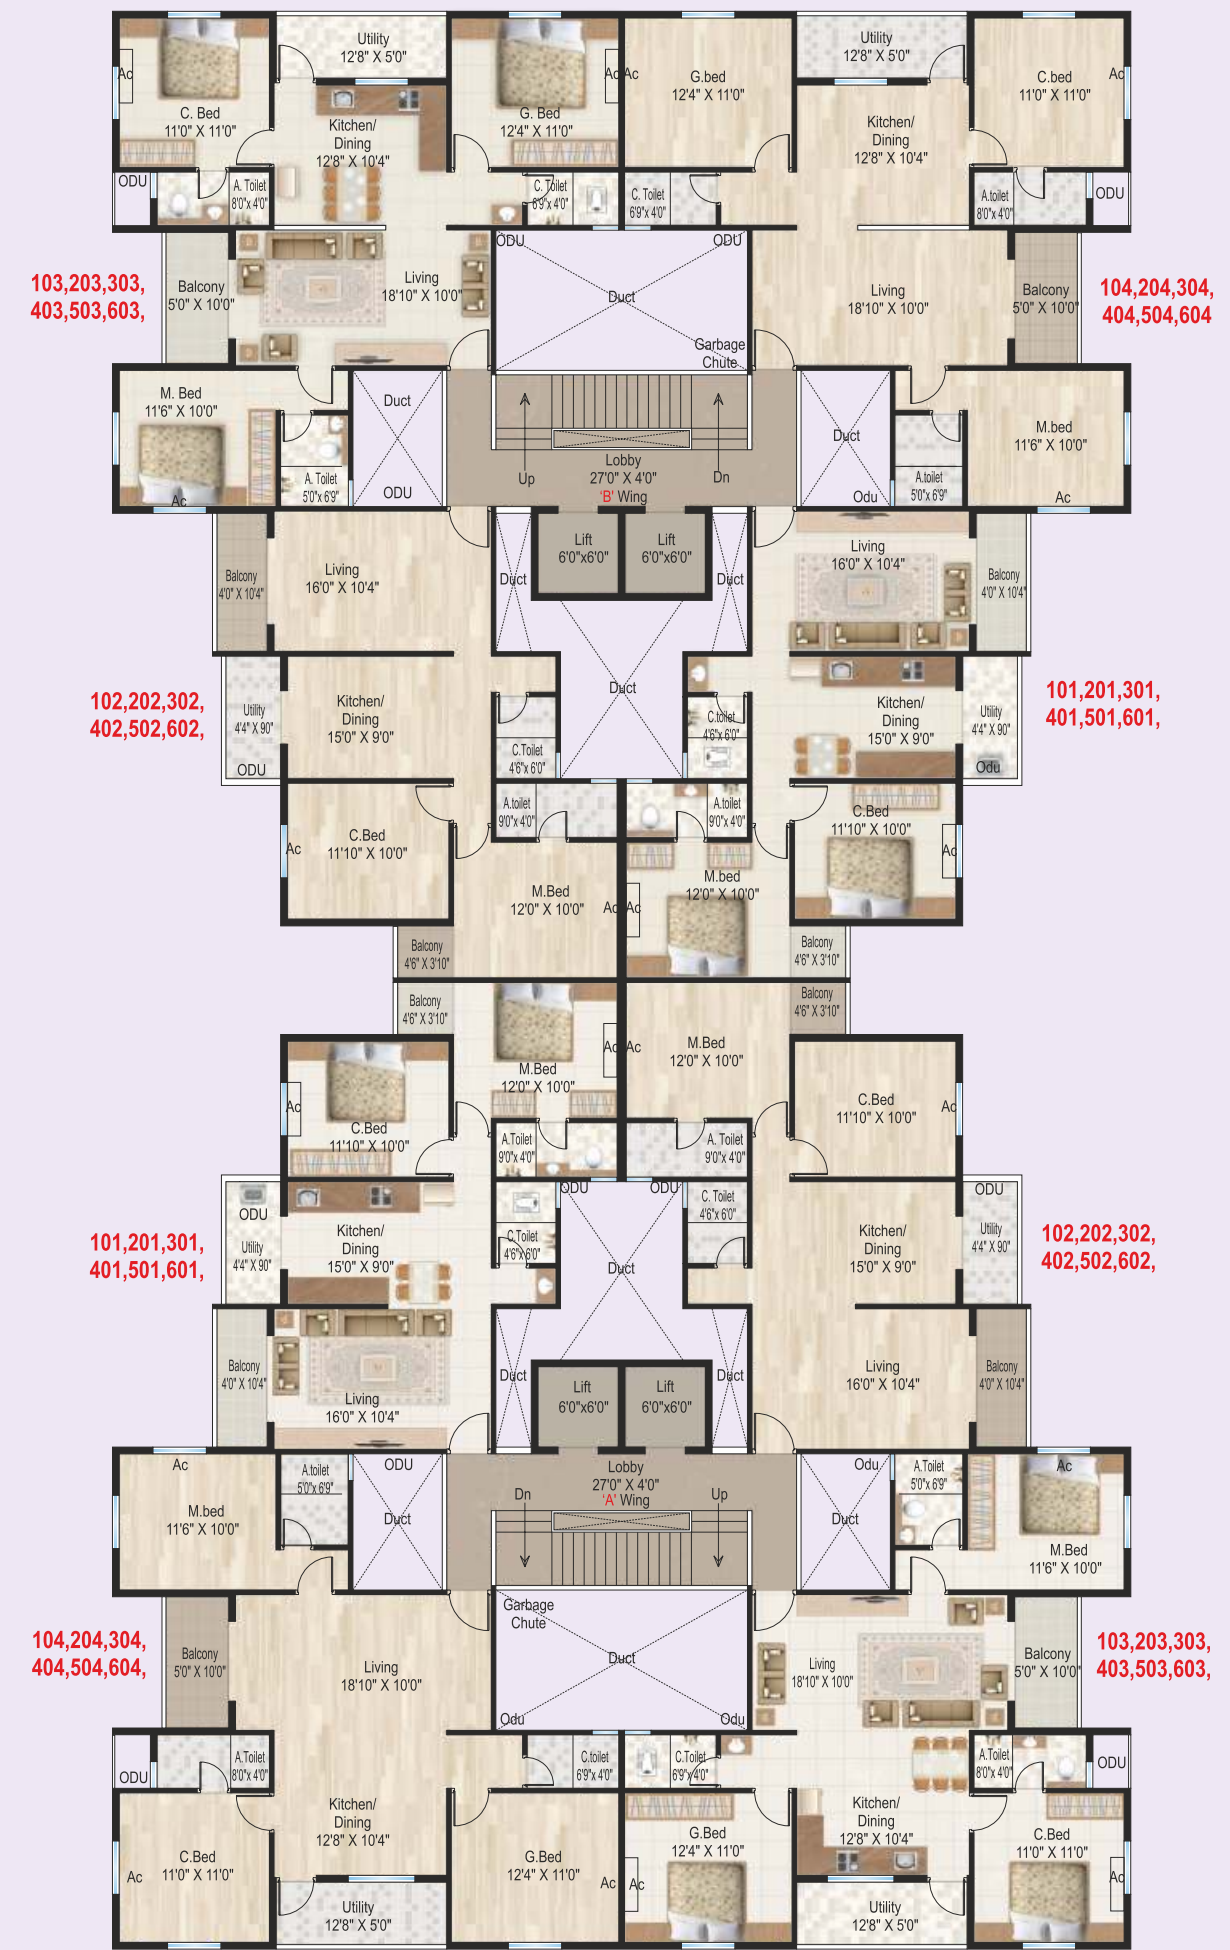 Utility
12'8" X 5'0"
Ac
C. Bed
11'0" X 11'0"
Kitchen/
Dining
12'8" X 10'4"
G. Bed
12'4" X 11'0"
Ac
Ac
G.bed
12'4" X 11'0"
Utility
12'8" X 5'0"
Kitchen/
Dining
12'8" X 10'4"
C.bed
11'0" X 11'0"
Ac
ODU
A. Toilet
8'0"x 4'0"
C. Toilet
6'9"x 4'0"
C. Toilet
6'9"x 4'0"
A.toilet
8'0"x 4'0"
ODU
103,203,303,
403,503,603,
Balcony
5'0" X 10'0"
Living
18'10" X 10'0"
ODU
ODU
Duct
Garbage
Chute
Living
18'10" X 10'0"
Balcony
5'0" X 10'0"
104,204,304,
404,504,604
M. Bed
11'6" X 10'0"
Ac
A. Toilet
5'0"x 6'9"
Duct
ODU
Up
Lobby
27'0" X 4'0"
'B' Wing
Dn
Duct
Odu
A.toilet
5'0"x 6'9"
M.bed
11'6" X 10'0"
Ac
Balcony
4'0" X 10'4"
Living
16'0" X 10'4"
Duct
Lift
6'0"x6'0"
Lift
6'0"x6'0"
Duct
Living
16'0" X 10'4"
Balcony
4'0" X 10'4"
102,202,302,
402,502,602,
Utility
4'4" X 90"
ODU
Kitchen/
Dining
15'0" X 9'0"
C.Toilet
4'6"x 6'0"
Duct
C.toilet
4'6"x 6'0"
Kitchen/
Dining
15'0" X 9'0"
Utility
4'4" X 90"
Odu
101,201,301,
401,501,601,
Ac
C.Bed
11'10" X 10'0"
A.toilet
9'0"x 4'0"
A.toilet
9'0"x 4'0"
C.Bed
11'10" X 10'0"
Ac
M.Bed
12'0" X 10'0"
Ac
Ac
M.bed
12'0" X 10'0"
Balcony
4'6" X 3'10"
Balcony
4'6" X 3'10"
Balcony
4'6" X 3'10"
Balcony
4'6" X 3'10"
M.Bed
12'0" X 10'0"
Ac
Ac
M.Bed
12'0" X 10'0"
Ac
C.Bed
11'10" X 10'0"
A.Toilet
9'0"x 4'0"
A. Toilet
9'0"x 4'0"
C.Bed
11'10" X 10'0"
Ac
101,201,301,
401,501,601,
ODU
Utility
4'4" X 90"
Kitchen/
Dining
15'0" X 9'0"
C.Toilet
4'6"x 6'0"
ODU
ODU
Duct
C. Toilet
4'6"x 6'0"
Kitchen/
Dining
15'0" X 9'0"
ODU
Utility
4'4" X 90"
102,202,302,
402,502,602,
Balcony
4'0" X 10'4"
Living
16'0" X 10'4"
Duct
Lift
6'0"x6'0"
Lift
6'0"x6'0"
Duct
Living
16'0" X 10'4"
Balcony
4'0" X 10'4"
Ac
M.bed
11'6" X 10'0"
A.toilet
5'0"x 6'9"
ODU
Duct
Dn
Lobby
27'0" X 4'0"
'A' Wing
Up
Odu
Duct
A.Toilet
5'0"x 6'9"
Ac
M.Bed
11'6" X 10'0"
104,204,304,
404,504,604,
Balcony
5'0" X 10'0"
Living
18'10" X 10'0"
Garbage
Chute
Duct
Odu
Odu
Living
18'10" X 10'0"
Balcony
5'0" X 10'0"
103,203,303,
403,503,603,
ODU
A.Toilet
8'0"x 4'0"
C.toilet
6'9"x 4'0"
C.Toilet
6'9"x 4'0"
A.Toilet
8'0"x 4'0"
ODU
Ac
C.Bed
11'0" X 11'0"
Kitchen/
Dining
12'8" X 10'4"
G.Bed
12'4" X 11'0"
Ac
Ac
G.Bed
12'4" X 11'0"
Kitchen/
Dining
12'8" X 10'4"
C.Bed
11'0" X 11'0"
Ac
Utility
12'8" X 5'0"
Utility
12'8" X 5'0"